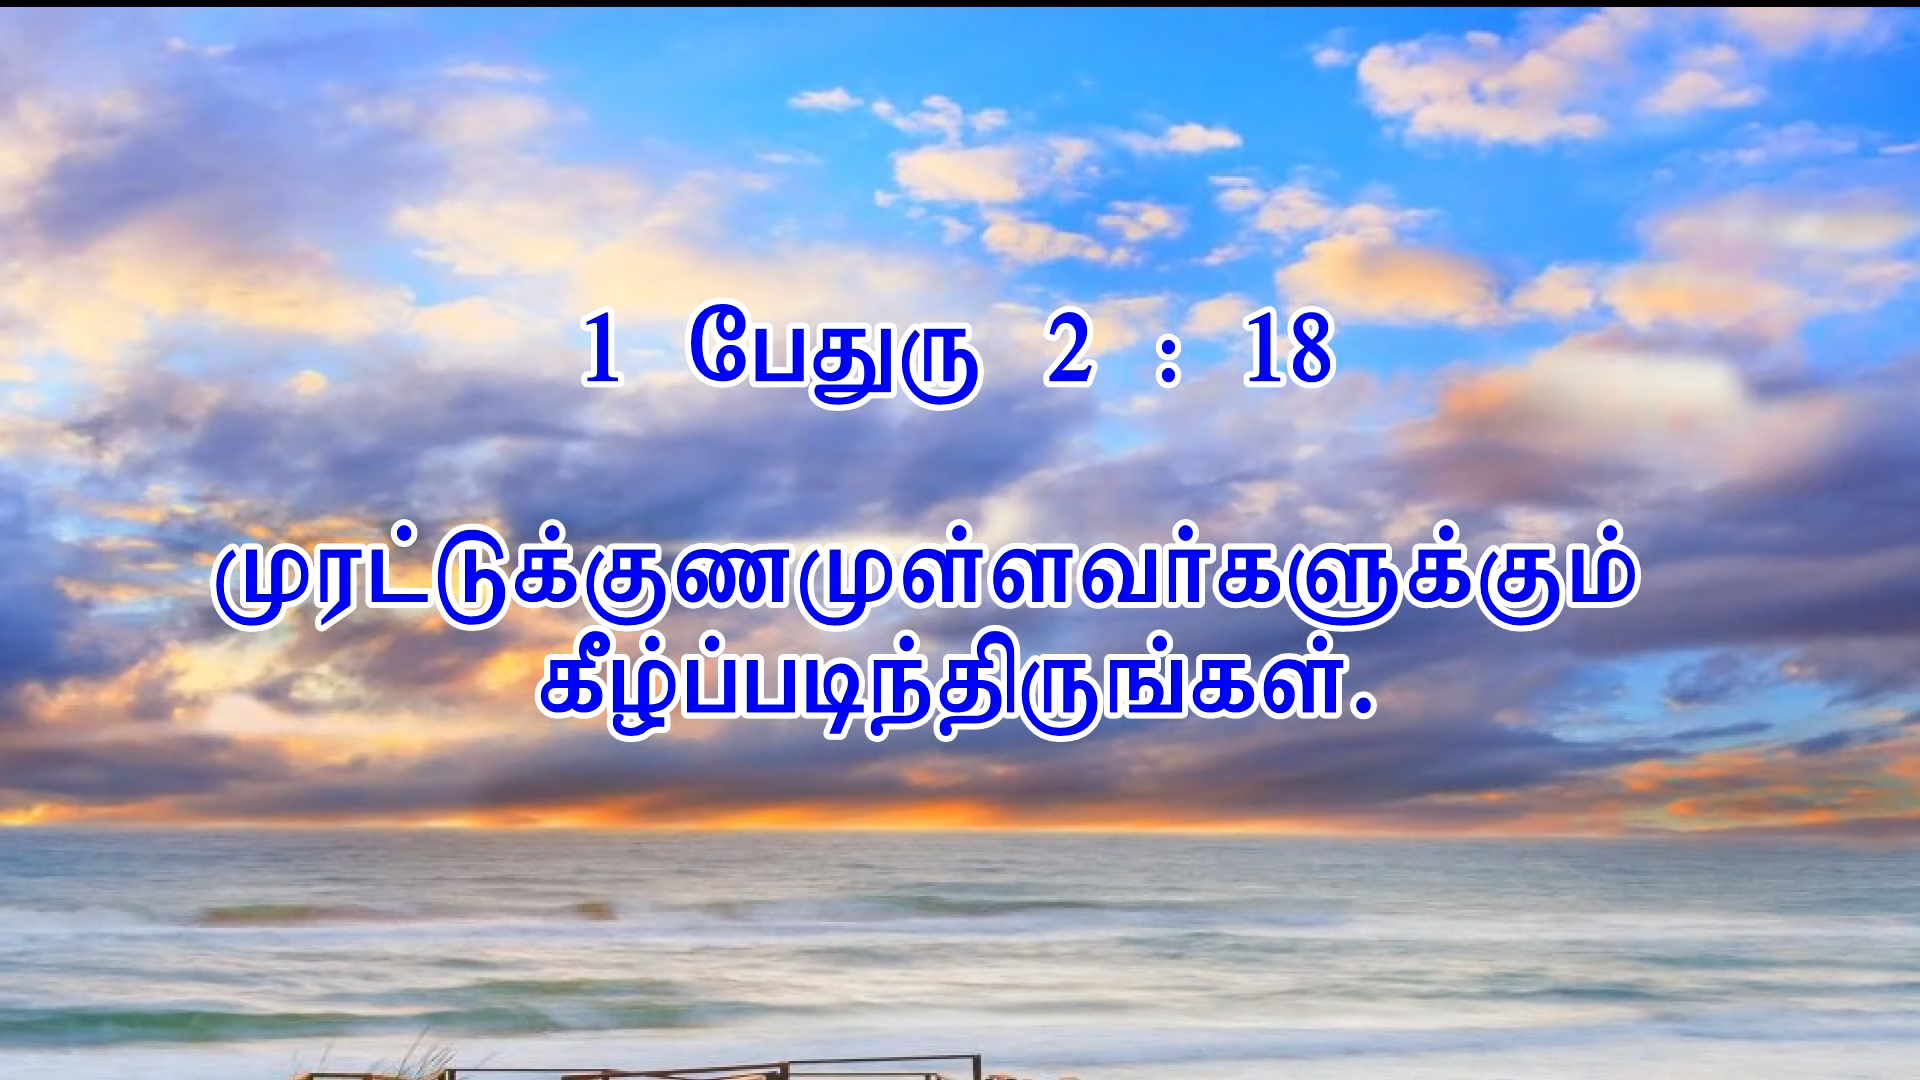 1 பேதுரு 2 : 18
முரட்டுக்குணமுள்ளவர்களுக்கும்
கீழ்ப்படிந்திருங்கள்.